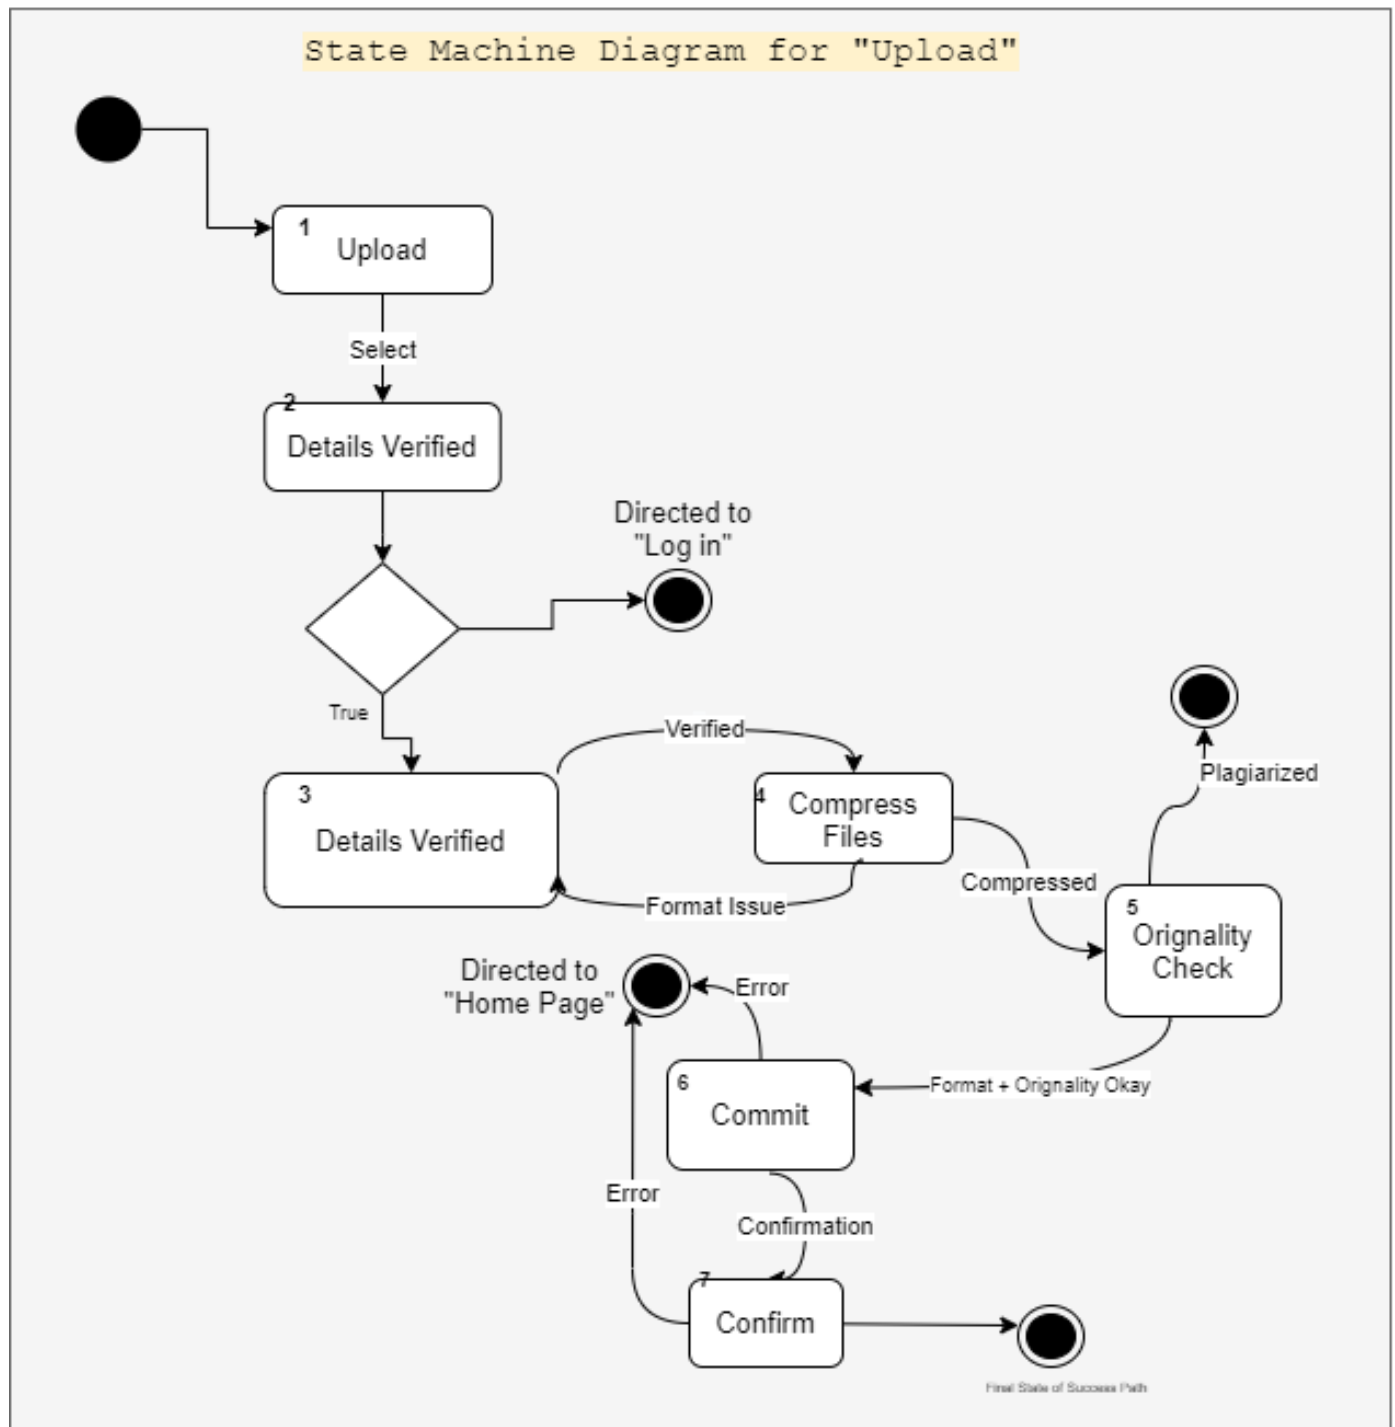 State Machine Diagram for "Upload"
1
Upload
Select
2
Details Verified
Directed to
"Log in"
True
Verified
3
Details Verified
4
Compress
Files
Plagiarized
Format Issue
Compressed
5
Orignality
Check
Directed to
"Home Page"
Error
Format + Orignality Okay
6
Commit
Error
Confirmation
7
Confirm
Final State of Success Path